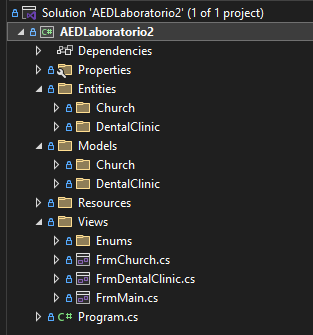 Solution 'AEDLaboratorio2' (1 of 1 project)
C# AEDLaboratorio2
Dependencies
Properties
Entities
Church
DentalClinic
Models
Church
DentalClinic
Resources
Views
Enums
FrmChurch.cs
FrmDentalClinic.cs
FrmMain.cs
C# Program.cs